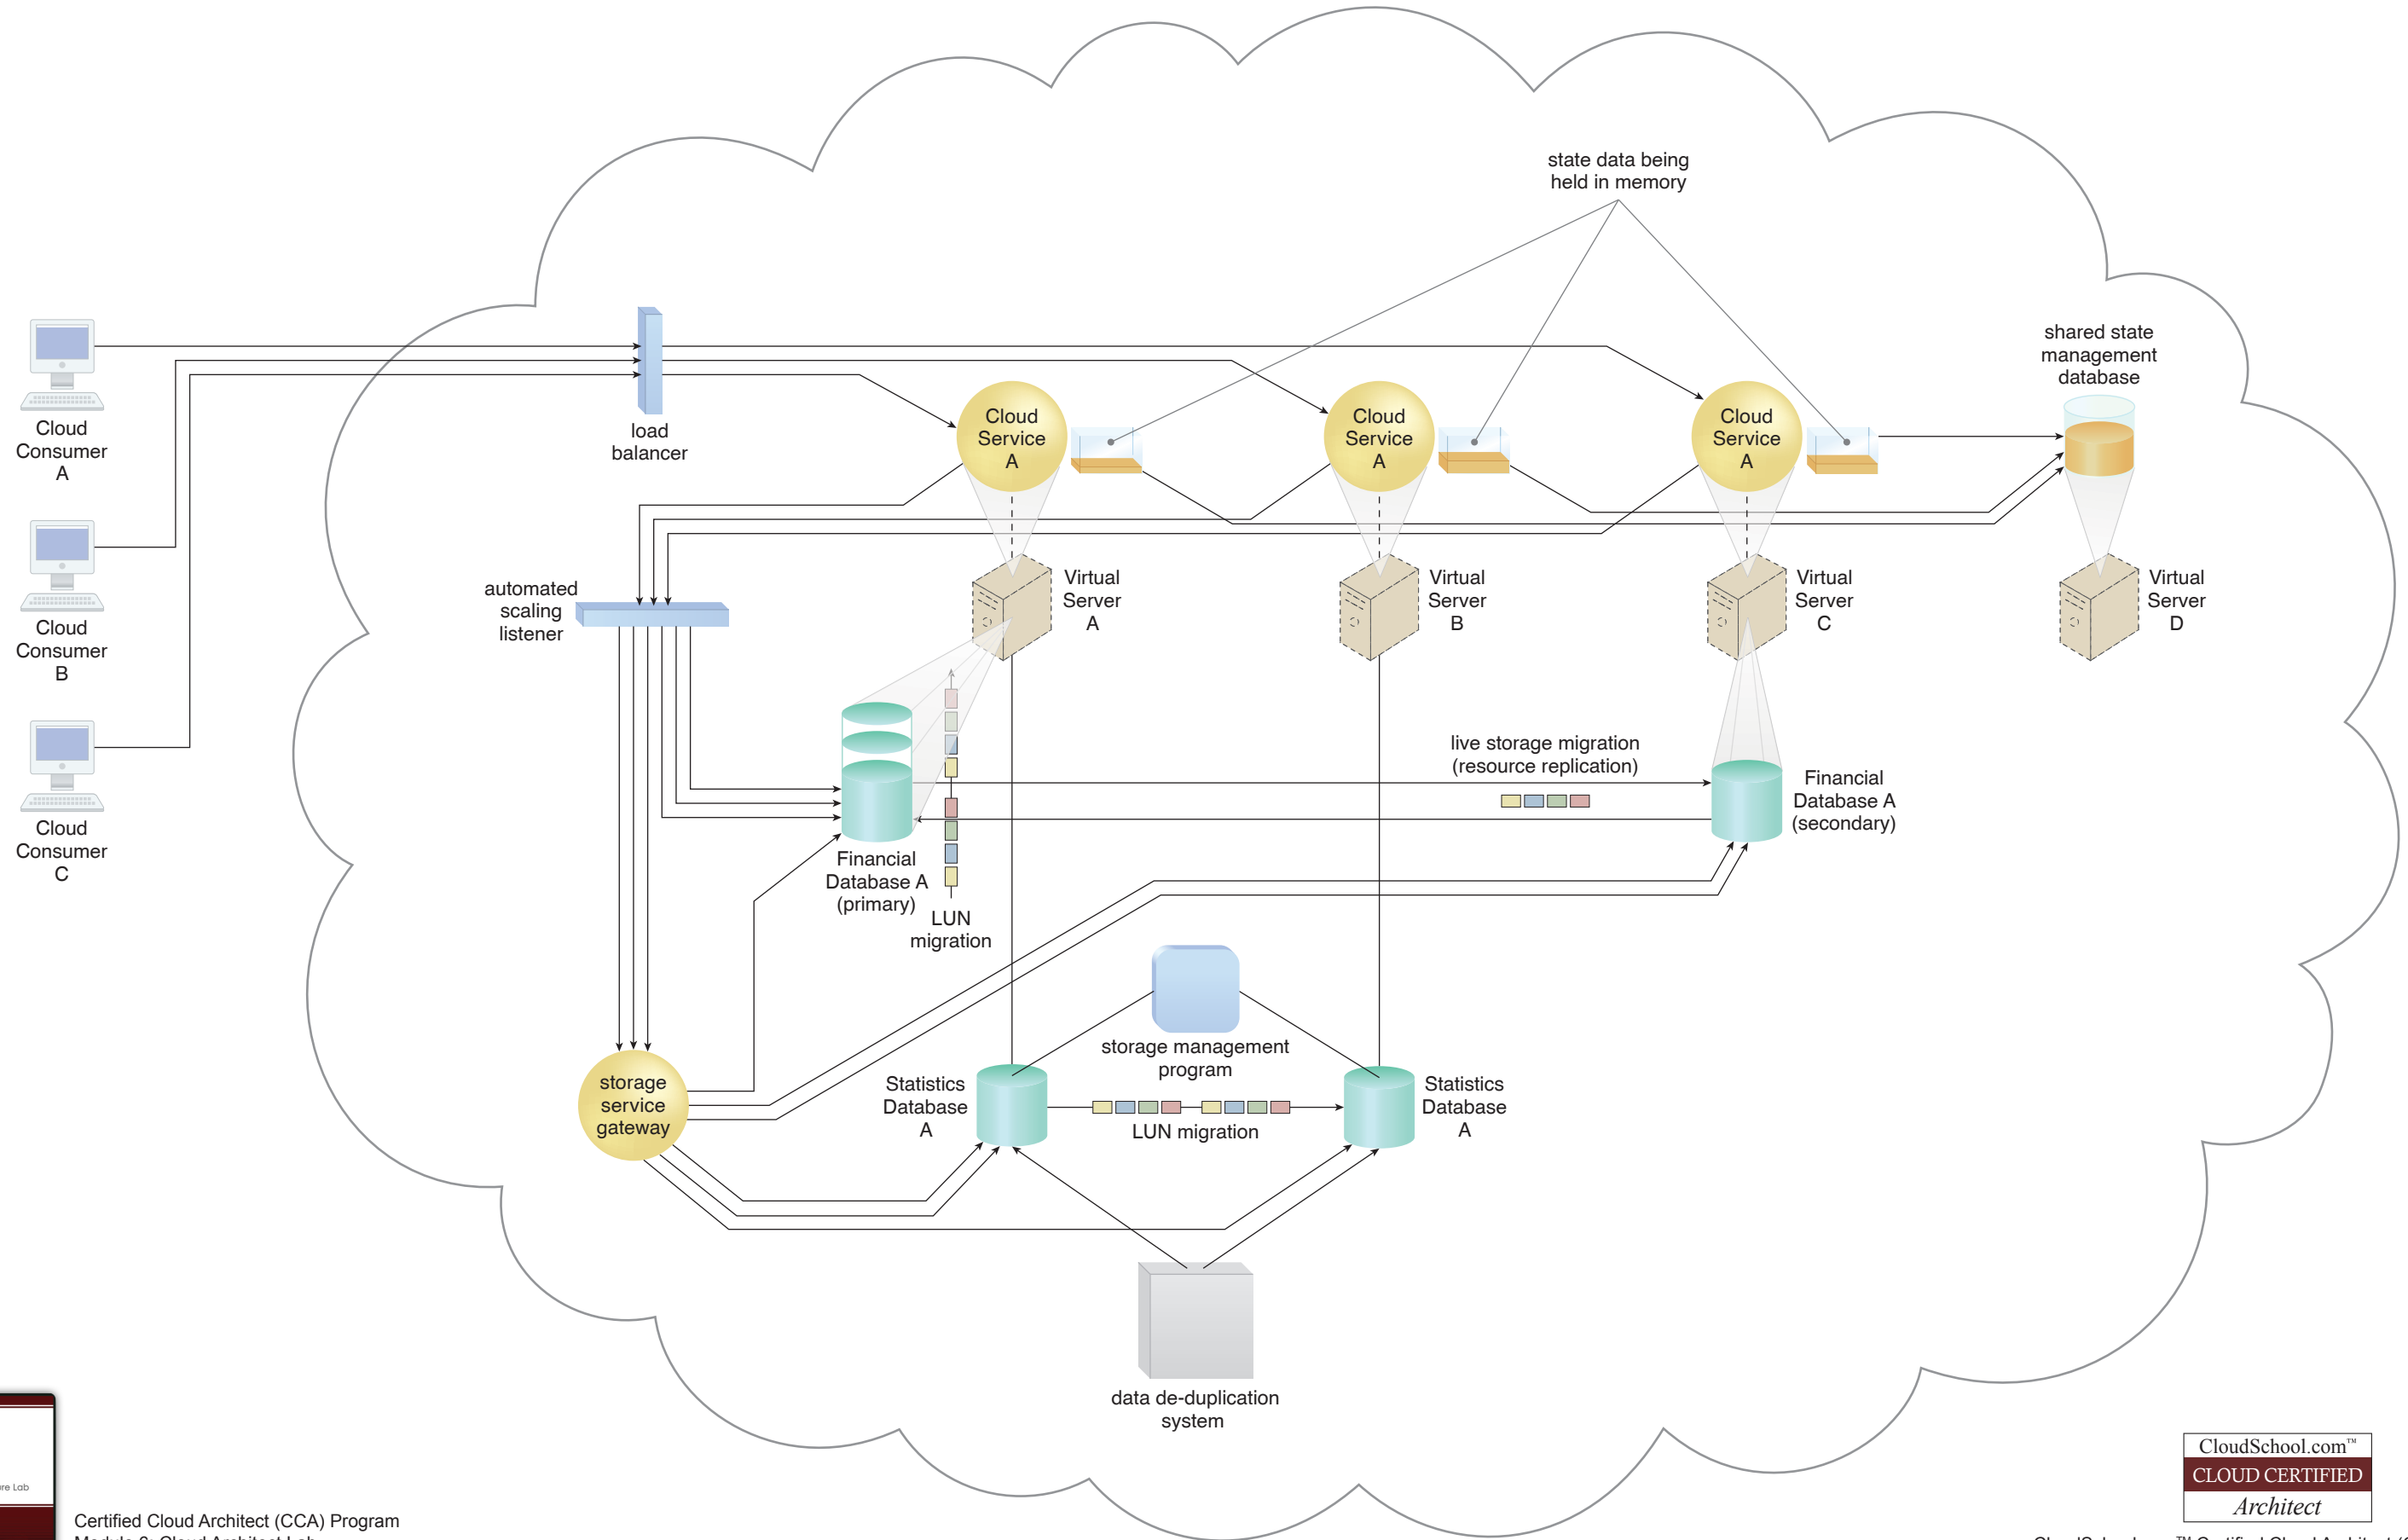 state data being
held in memory
shared state
management
database
Cloud
Consumer
A
load
balancer
Cloud
Service
A
Cloud
Service
A
Cloud
Service
A
Cloud
Consumer
B
automated
scaling
listener
Virtual
Server
A
Virtual
Server
B
Virtual
Server
C
Virtual
Server
D
Cloud
Consumer
C
live storage migration
(resource replication)
Financial
Database A
(secondary)
Financial
Database A
(primary)
LUN
migration
storage management
program
storage
service
gateway
Statistics
Database
A
LUN migration
Statistics
Database
A
data de-duplication
system
re Lab
Certified Cloud Architect (CCA) Program
CloudSchool.com™
CLOUD CERTIFIED
Architect